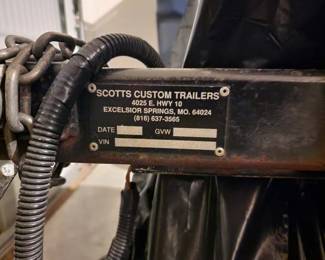 SCOTTS CUSTOM TRAILERS
4025 E. HWY 10
EXCELSIOR SPRINGS, MO. 64024
(816) 637-3565
DATE GVW
VIN